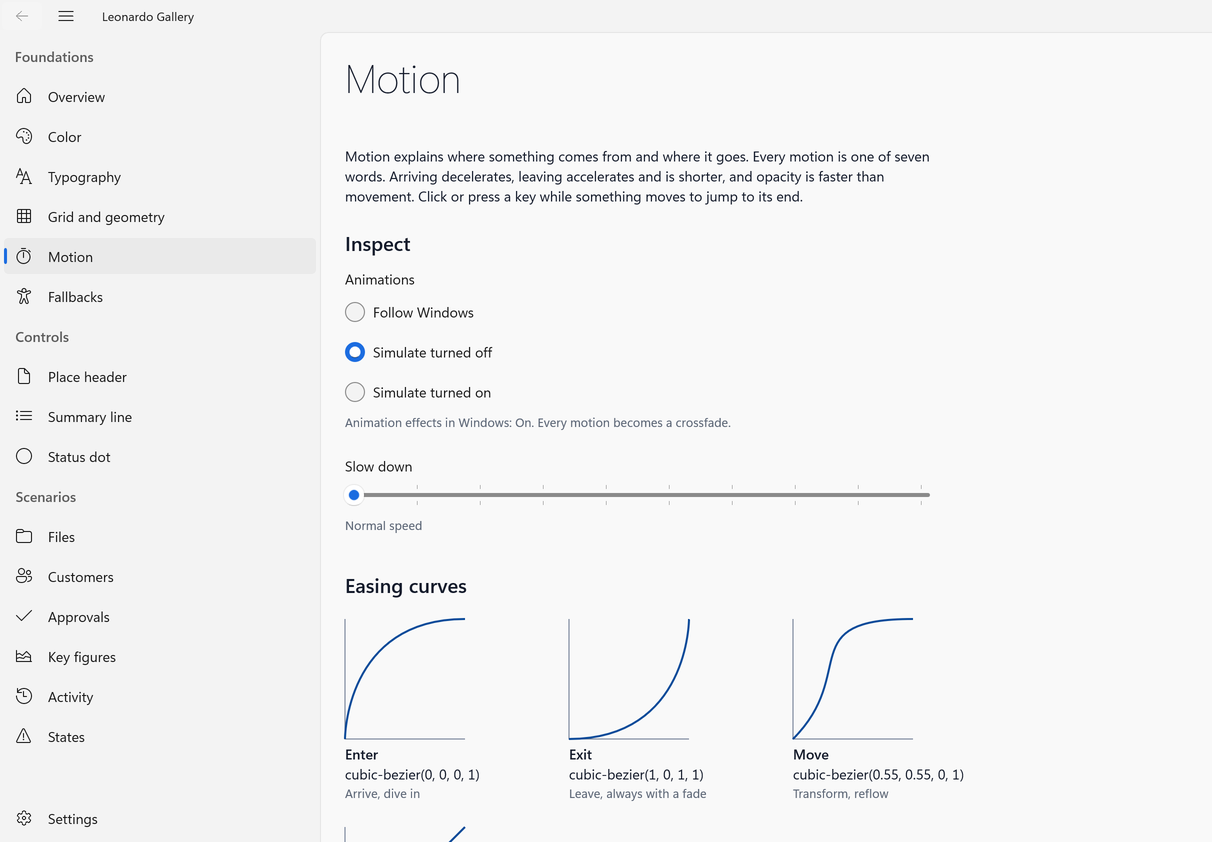 Leonardo Gallery
Foundations
Overview
Color
Typography
Grid and geometry
Motion
Fallbacks
Controls
Place header
Summary line
Status dot
Scenarios
Files
Customers
Approvals
Key figures
Activity
States
Settings
Motion
Motion explains where something comes from and where it goes. Every motion is one of seven
words. Arriving decelerates, leaving accelerates and is shorter, and opacity is faster than
movement. Click or press a key while something moves to jump to its end.
Inspect
Animations
Follow Windows
Simulate turned off
Simulate turned on
Animation effects in Windows: On. Every motion becomes a crossfade.
Slow down
Normal speed
Easing curves
Enter
cubic-bezier(0, 0, 0, 1)
Arrive, dive in
Exit
cubic-bezier(1, 0, 1, 1)
Leave, always with a fade
Move
cubic-bezier(0.55, 0.55, 0, 1)
Transform, reflow